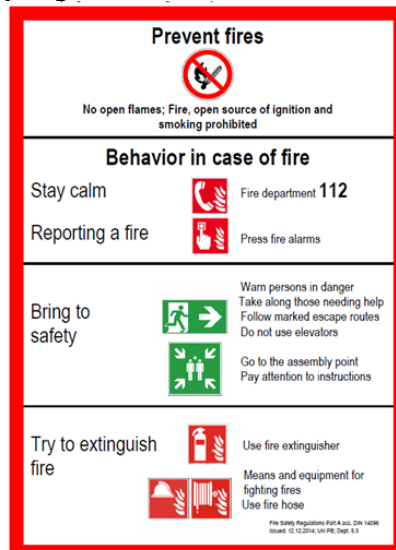 Prevent fires
No open flames; Fire, open source of ignition and
smoking prohibited
Behavior in case of fire
Stay calm
Fire department 112
Reporting a fire
Press fire alarms
Bring to
safety
Warn persons in danger
Take along those needing help
Follow marked escape routes
Do not use elevators
Go to the assembly point
Pay attention to instructions
Try to extinguish
fire
Use fire extinguisher
Means and equipment for
fighting fires
Use fire hose
Fire Safety Regulations Part A acc. DIN 14096
Issued: 12.12.2014; Uni PB; Dept. 5.3